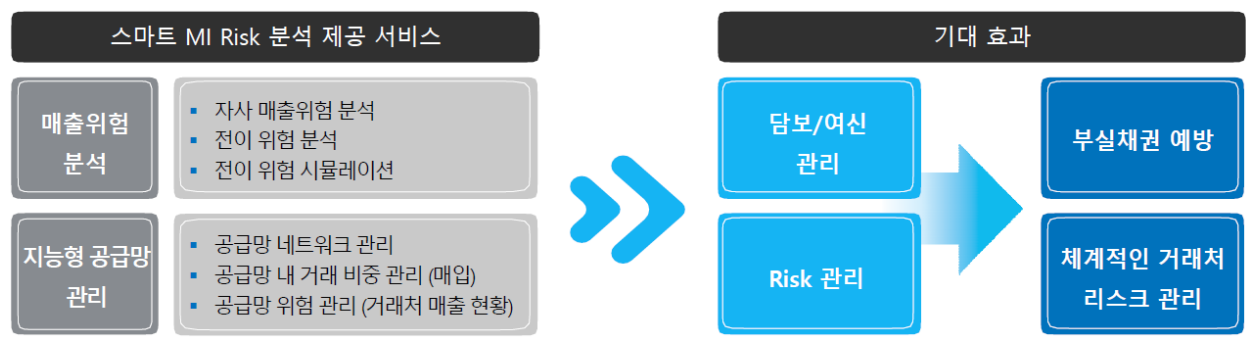 스마트 MI Risk 분석 제공 서비스
기대 효과
매출위험
분석
▪ 자사 매출위험 분석
▪ 전이 위험 분석
▪ 전이 위험 시뮬레이션
지능형 공급망
관리
▪ 공급망 네트워크 관리
▪ 공급망 내 거래 비중 관리 (매입)
▪ 공급망 위험 관리 (거래처 매출 현황)
담보/여신
관리
Risk 관리
부실채권 예방
체계적인 거래처
리스크 관리